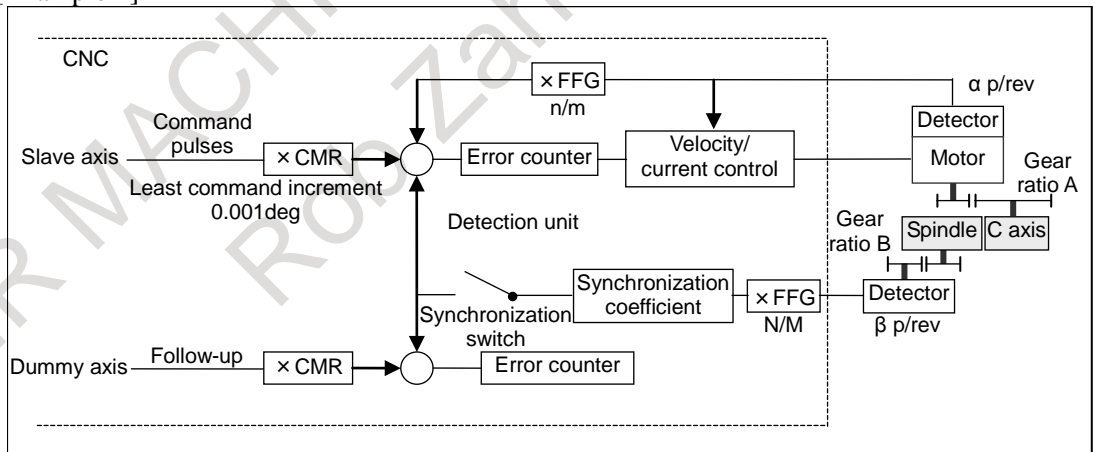 CNC
× FFG
n/m
α p/rev
Detector
Motor
Command
pulses
Slave axis
× CMR
Error counter
Velocity/
current control
Gear
ratio A
Least command increment
0.001deg
Detection unit
Gear
ratio B
Spindle
C axis
Synchronization
coefficient
× FFG
N/M
Detector
β p/rev
Synchronization
switch
Dummy axis
Follow-up
× CMR
Error counter